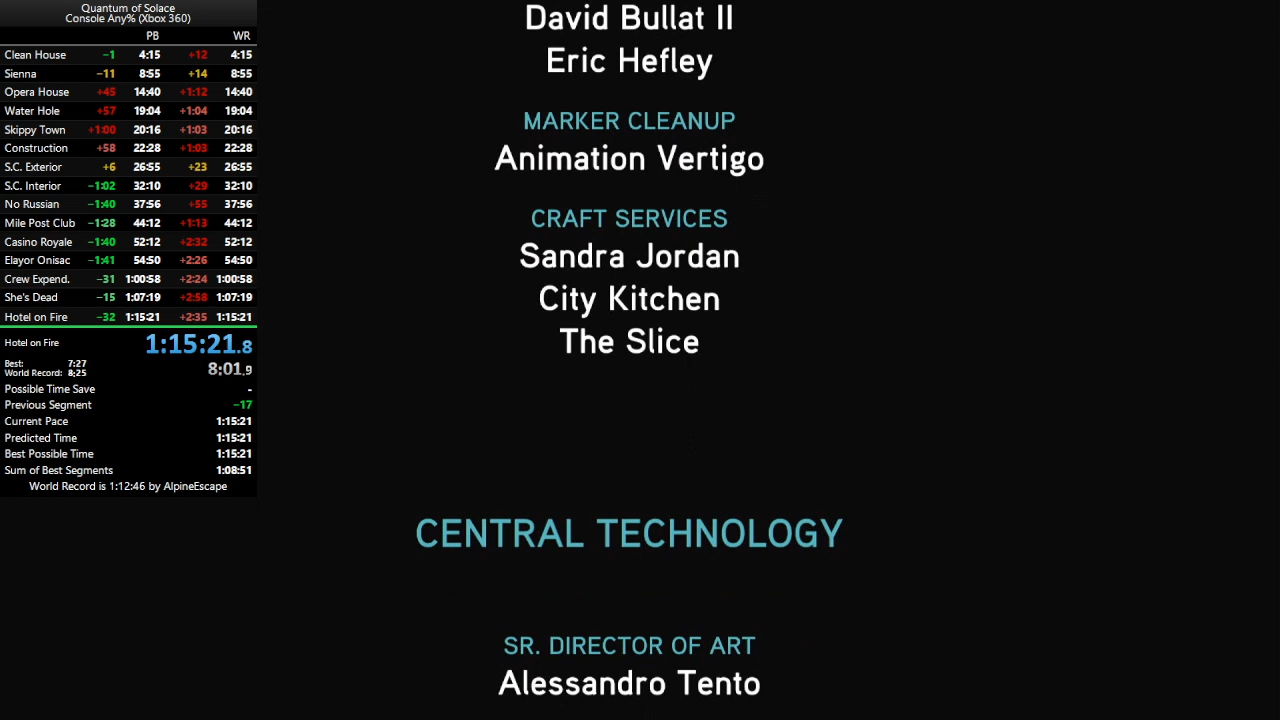 Quantum of Solace
Console Any% (Xbox 360)
PB WR
Clean House −1 4:15 +12 4:15
Sienna −11 8:55 +14 8:55
Opera House +45 14:40 +1:12 14:40
Water Hole +57 19:04 +1:04 19:04
Skippy Town +1:00 20:16 +1:03 20:16
Construction +58 22:28 +1:03 22:28
S.C. Exterior +6 26:55 +23 26:55
S.C. Interior −1:02 32:10 +29 32:10
No Russian −1:40 37:56 +55 37:56
Mile Post Club −1:28 44:12 +1:13 44:12
Casino Royale −1:40 52:12 +2:32 52:12
Elayor Onisac −1:41 54:50 +2:26 54:50
Crew Expend. −31 1:00:58 +2:24 1:00:58
She's Dead −15 1:07:19 +2:58 1:07:19
Hotel on Fire −32 1:15:21 +2:35 1:15:21
Hotel on Fire 1:15:21.8
Best: 7:27
World Record: 8:25 8:01.9
Possible Time Save -
Previous Segment −17
Current Pace 1:15:21
Predicted Time 1:15:21
Best Possible Time 1:15:21
Sum of Best Segments 1:08:51
World Record is 1:12:46 by AlpineEscape
David Bullat II
Eric Hefley
MARKER CLEANUP
Animation Vertigo
CRAFT SERVICES
Sandra Jordan
City Kitchen
The Slice
CENTRAL TECHNOLOGY
SR. DIRECTOR OF ART
Alessandro Tento